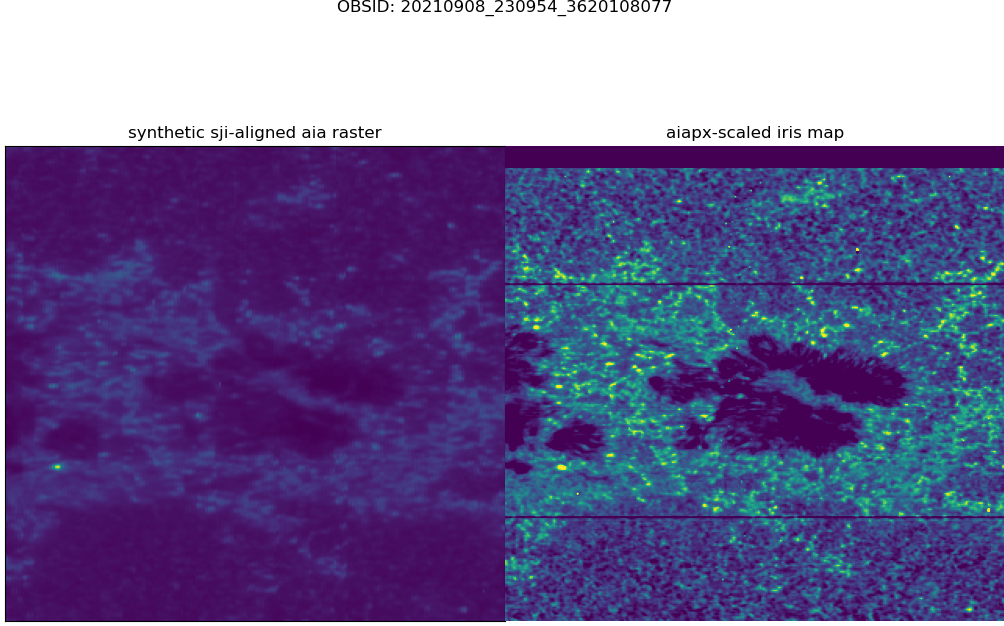 OBSID: 20210908_230954_3620108077
synthetic sji-aligned aia raster
aiapx-scaled iris map